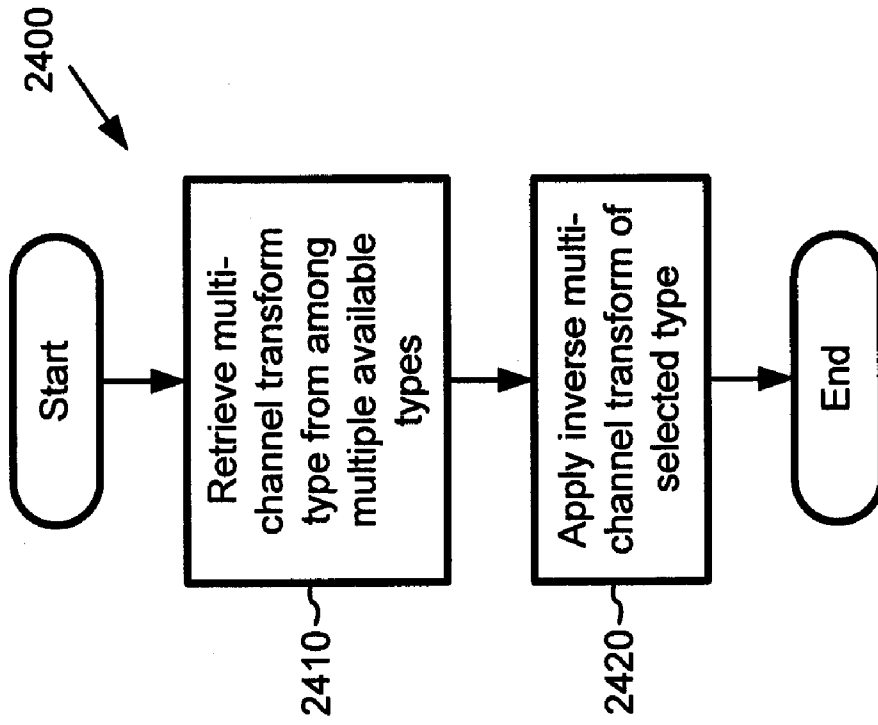 2400
Start
2410
Retrieve multi-
channel transform
type from among
multiple available
types
2420
Apply inverse multi-
channel transform of
selected type
End